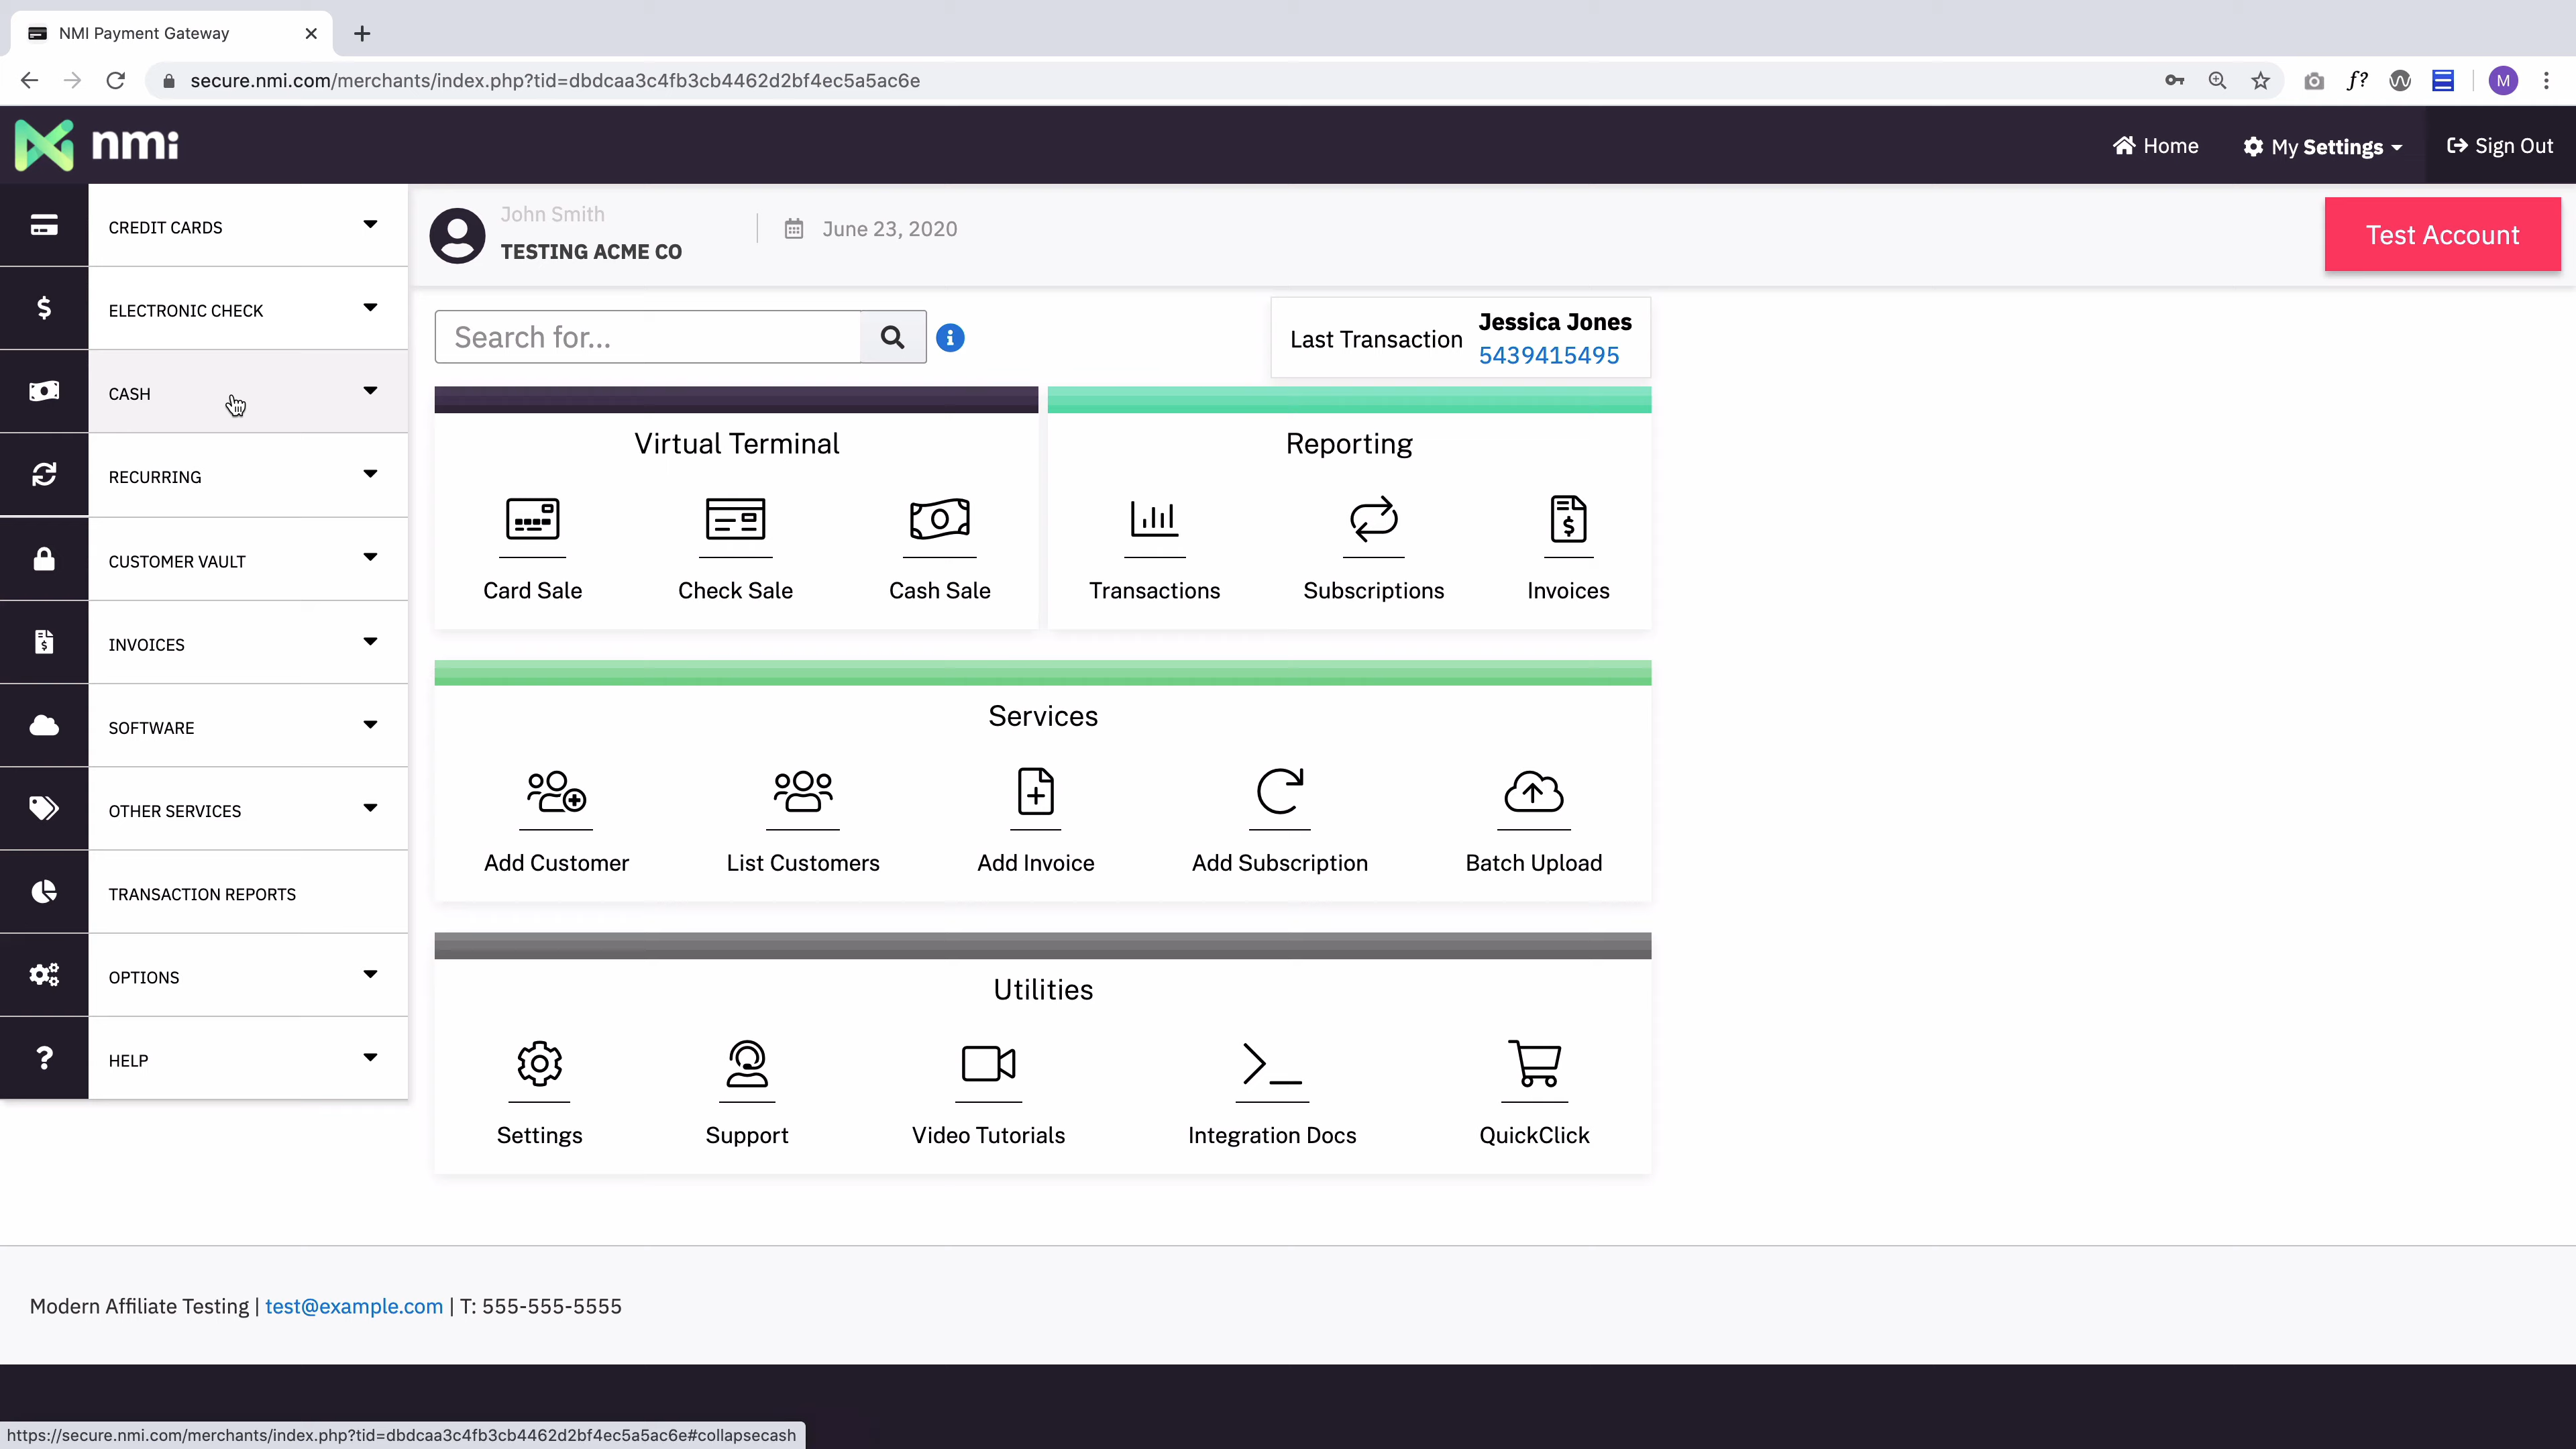 NMI Payment Gateway
secure.nmi.com/merchants/index.php?tid=dbdcaa3c4fb3cb4462d2bf4ec5a5ac6e
f?
M
nmi
Home
My Settings
Sign Out
CREDIT CARDS
ELECTRONIC CHECK
CASH
RECURRING
CUSTOMER VAULT
INVOICES
SOFTWARE
OTHER SERVICES
TRANSACTION REPORTS
OPTIONS
HELP
John Smith
TESTING ACME CO
June 23, 2020
Test Account
Search for...
Last Transaction
Jessica Jones
5439415495
Virtual Terminal
Card Sale
Check Sale
Cash Sale
Reporting
Transactions
Subscriptions
Invoices
Services
Add Customer
List Customers
Add Invoice
Add Subscription
Batch Upload
Utilities
Settings
Support
Video Tutorials
Integration Docs
QuickClick
Modern Affiliate Testing | test@example.com | T: 555-555-5555
https://secure.nmi.com/merchants/index.php?tid=dbdcaa3c4fb3cb4462d2bf4ec5a5ac6e#collapsecash